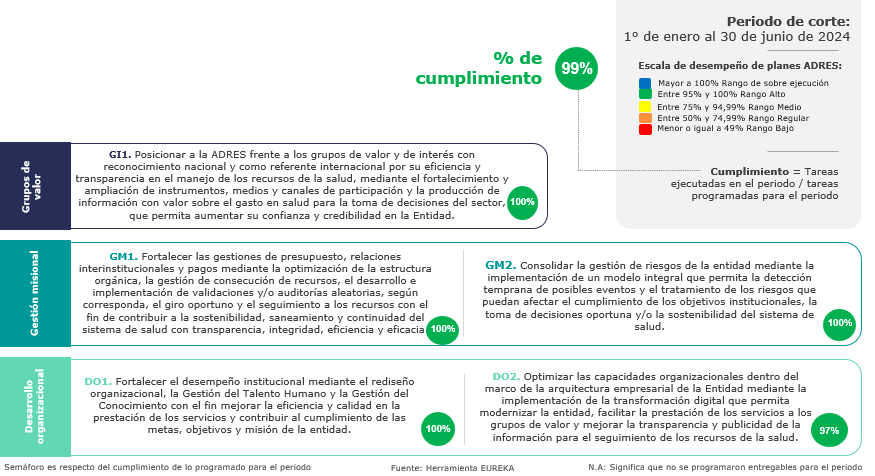 Periodo de corte:
1° de enero al 30 de junio de 2024
% de
cumplimiento
99%
Escala de desempeño de planes ADRES:
Mayor a 100% Rango de sobre ejecución
Entre 95% y 100% Rango Alto
Entre 75% y 94,99% Rango Medio
Entre 50% y 74,99% Rango Regular
Menor o igual a 49% Rango Bajo
Cumplimiento = Tareas
ejecutadas en el periodo / tareas
programadas para el periodo
Grupos de
valor
GI1. Posicionar a la ADRES frente a los grupos de valor y de interés con
reconocimiento nacional y como referente internacional por su eficiencia y
transparencia en el manejo de los recursos de la salud, mediante el fortalecimiento y
ampliación de instrumentos, medios y canales de participación y la producción de
información con valor sobre el gasto en salud para la toma de decisiones del sector,
que permita aumentar su confianza y credibilidad en la Entidad.
100%
Gestión misional
GM1. Fortalecer las gestiones de presupuesto, relaciones
interinstitucionales y pagos mediante la optimización de la estructura
orgánica, la gestión de consecución de recursos, el desarrollo e
implementación de validaciones y/o auditorías aleatorias, según
corresponda, el giro oportuno y el seguimiento a los recursos con el
fin de contribuir a la sostenibilidad, saneamiento y continuidad del
sistema de salud con transparencia, integridad, eficiencia y eficacia
100%
GM2. Consolidar la gestión de riesgos de la entidad mediante la
implementación de un modelo integral que permita la detección
temprana de posibles eventos y el tratamiento de los riesgos que
puedan afectar el cumplimiento de los objetivos institucionales, la
toma de decisiones oportuna y/o la sostenibilidad del sistema de
salud.
100%
Desarrollo
organizacional
DO1. Fortalecer el desempeño institucional mediante el rediseño
organizacional, la Gestión del Talento Humano y la Gestión del
Conocimiento con el fin mejorar la eficiencia y calidad en la
prestación de los servicios y contribuir al cumplimiento de las
metas, objetivos y misión de la entidad.
100%
DO2. Optimizar las capacidades organizacionales dentro del
marco de la arquitectura empresarial de la Entidad mediante la
implementación de la transformación digital que permita
modernizar la entidad, facilitar la prestación de los servicios a los
grupos de valor y mejorar la transparencia y publicidad de la
información para el seguimiento de los recursos de la salud.
97%
Semáforo es respecto del cumplimiento de lo programado para el periodo
Fuente: Herramienta EUREKA
N.A: Significa que no se programaron entregables para el periodo